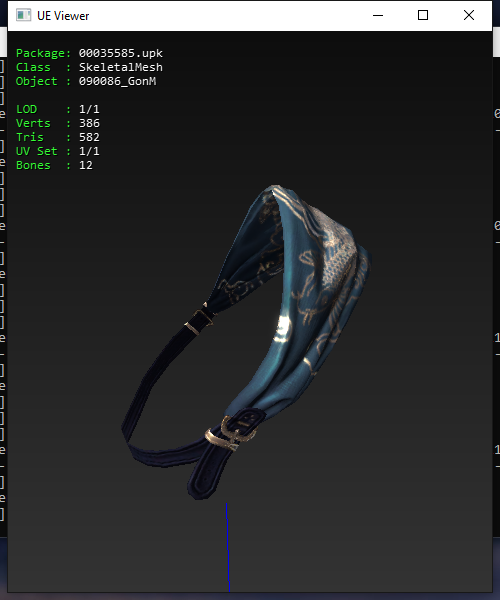 UE Viewer
Package: 00035585.upk
Class : SkeletalMesh
Object : 090086_GonM
LOD : 1/1
Verts : 386
Tris : 582
UV Set : 1/1
Bones : 12